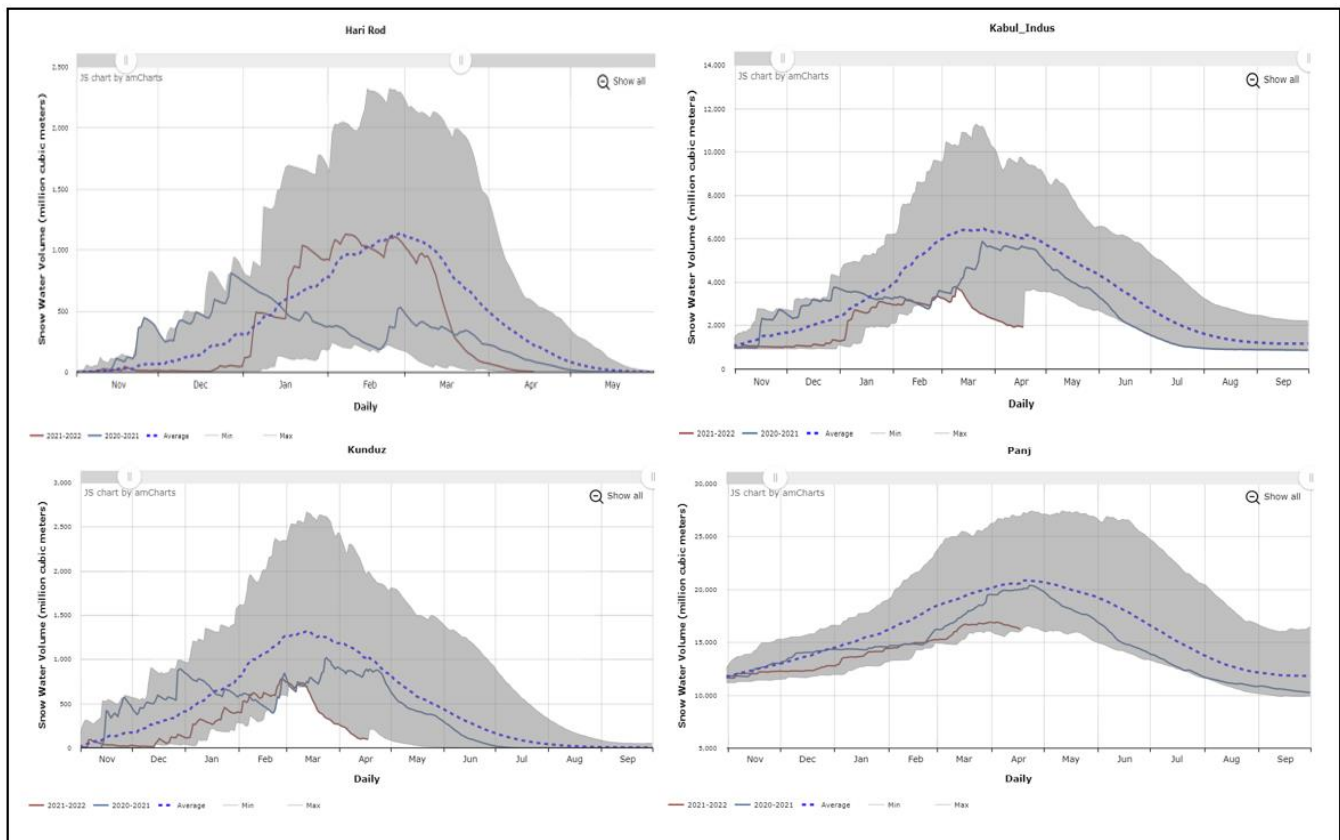 Hari Rod
JS chart by amCharts
Show all
Snow Water Volume (million cubic meters)
2,500
2,000
1,500
1,000
500
0
Nov Dec Jan Feb Mar Apr May
Daily
2021-2022 2020-2021 Average Min Max
Kabul_Indus
JS chart by amCharts
Show all
Snow Water Volume (million cubic meters)
14,000
12,000
10,000
8,000
6,000
4,000
2,000
0
Nov Dec Jan Feb Mar Apr May Jun Jul Aug Sep
Daily
2021-2022 2020-2021 Average Min Max
Kunduz
JS chart by amCharts
Show all
Snow Water Volume (million cubic meters)
3,000
2,500
2,000
1,500
1,000
500
0
Nov Dec Jan Feb Mar Apr May Jun Jul Aug Sep
Daily
2021-2022 2020-2021 Average Min Max
Panj
JS chart by amCharts
Show all
Snow Water Volume (million cubic meters)
30,000
25,000
20,000
15,000
10,000
5,000
Nov Dec Jan Feb Mar Apr May Jun Jul Aug Sep
Daily
2021-2022 2020-2021 Average Min Max